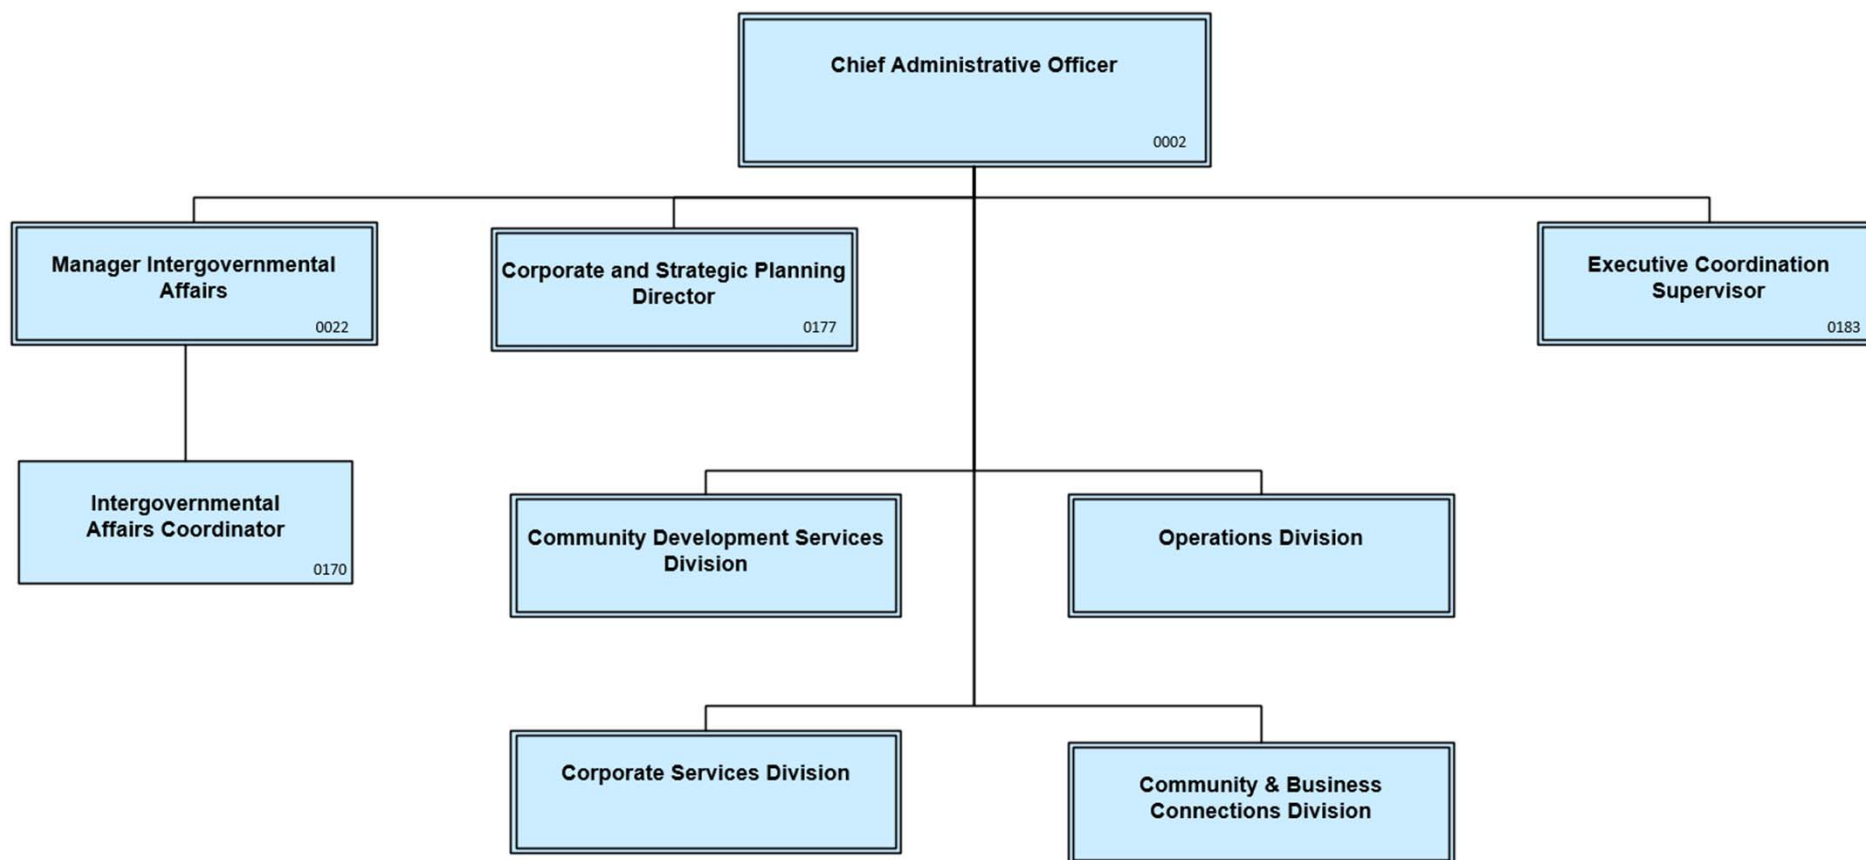 Chief Administrative Officer
0002
Manager Intergovernmental
Affairs
0022
Corporate and Strategic Planning
Director
0177
Executive Coordination
Supervisor
0183
Intergovernmental
Affairs Coordinator
0170
Community Development Services
Division
Operations Division
Corporate Services Division
Community & Business
Connections Division